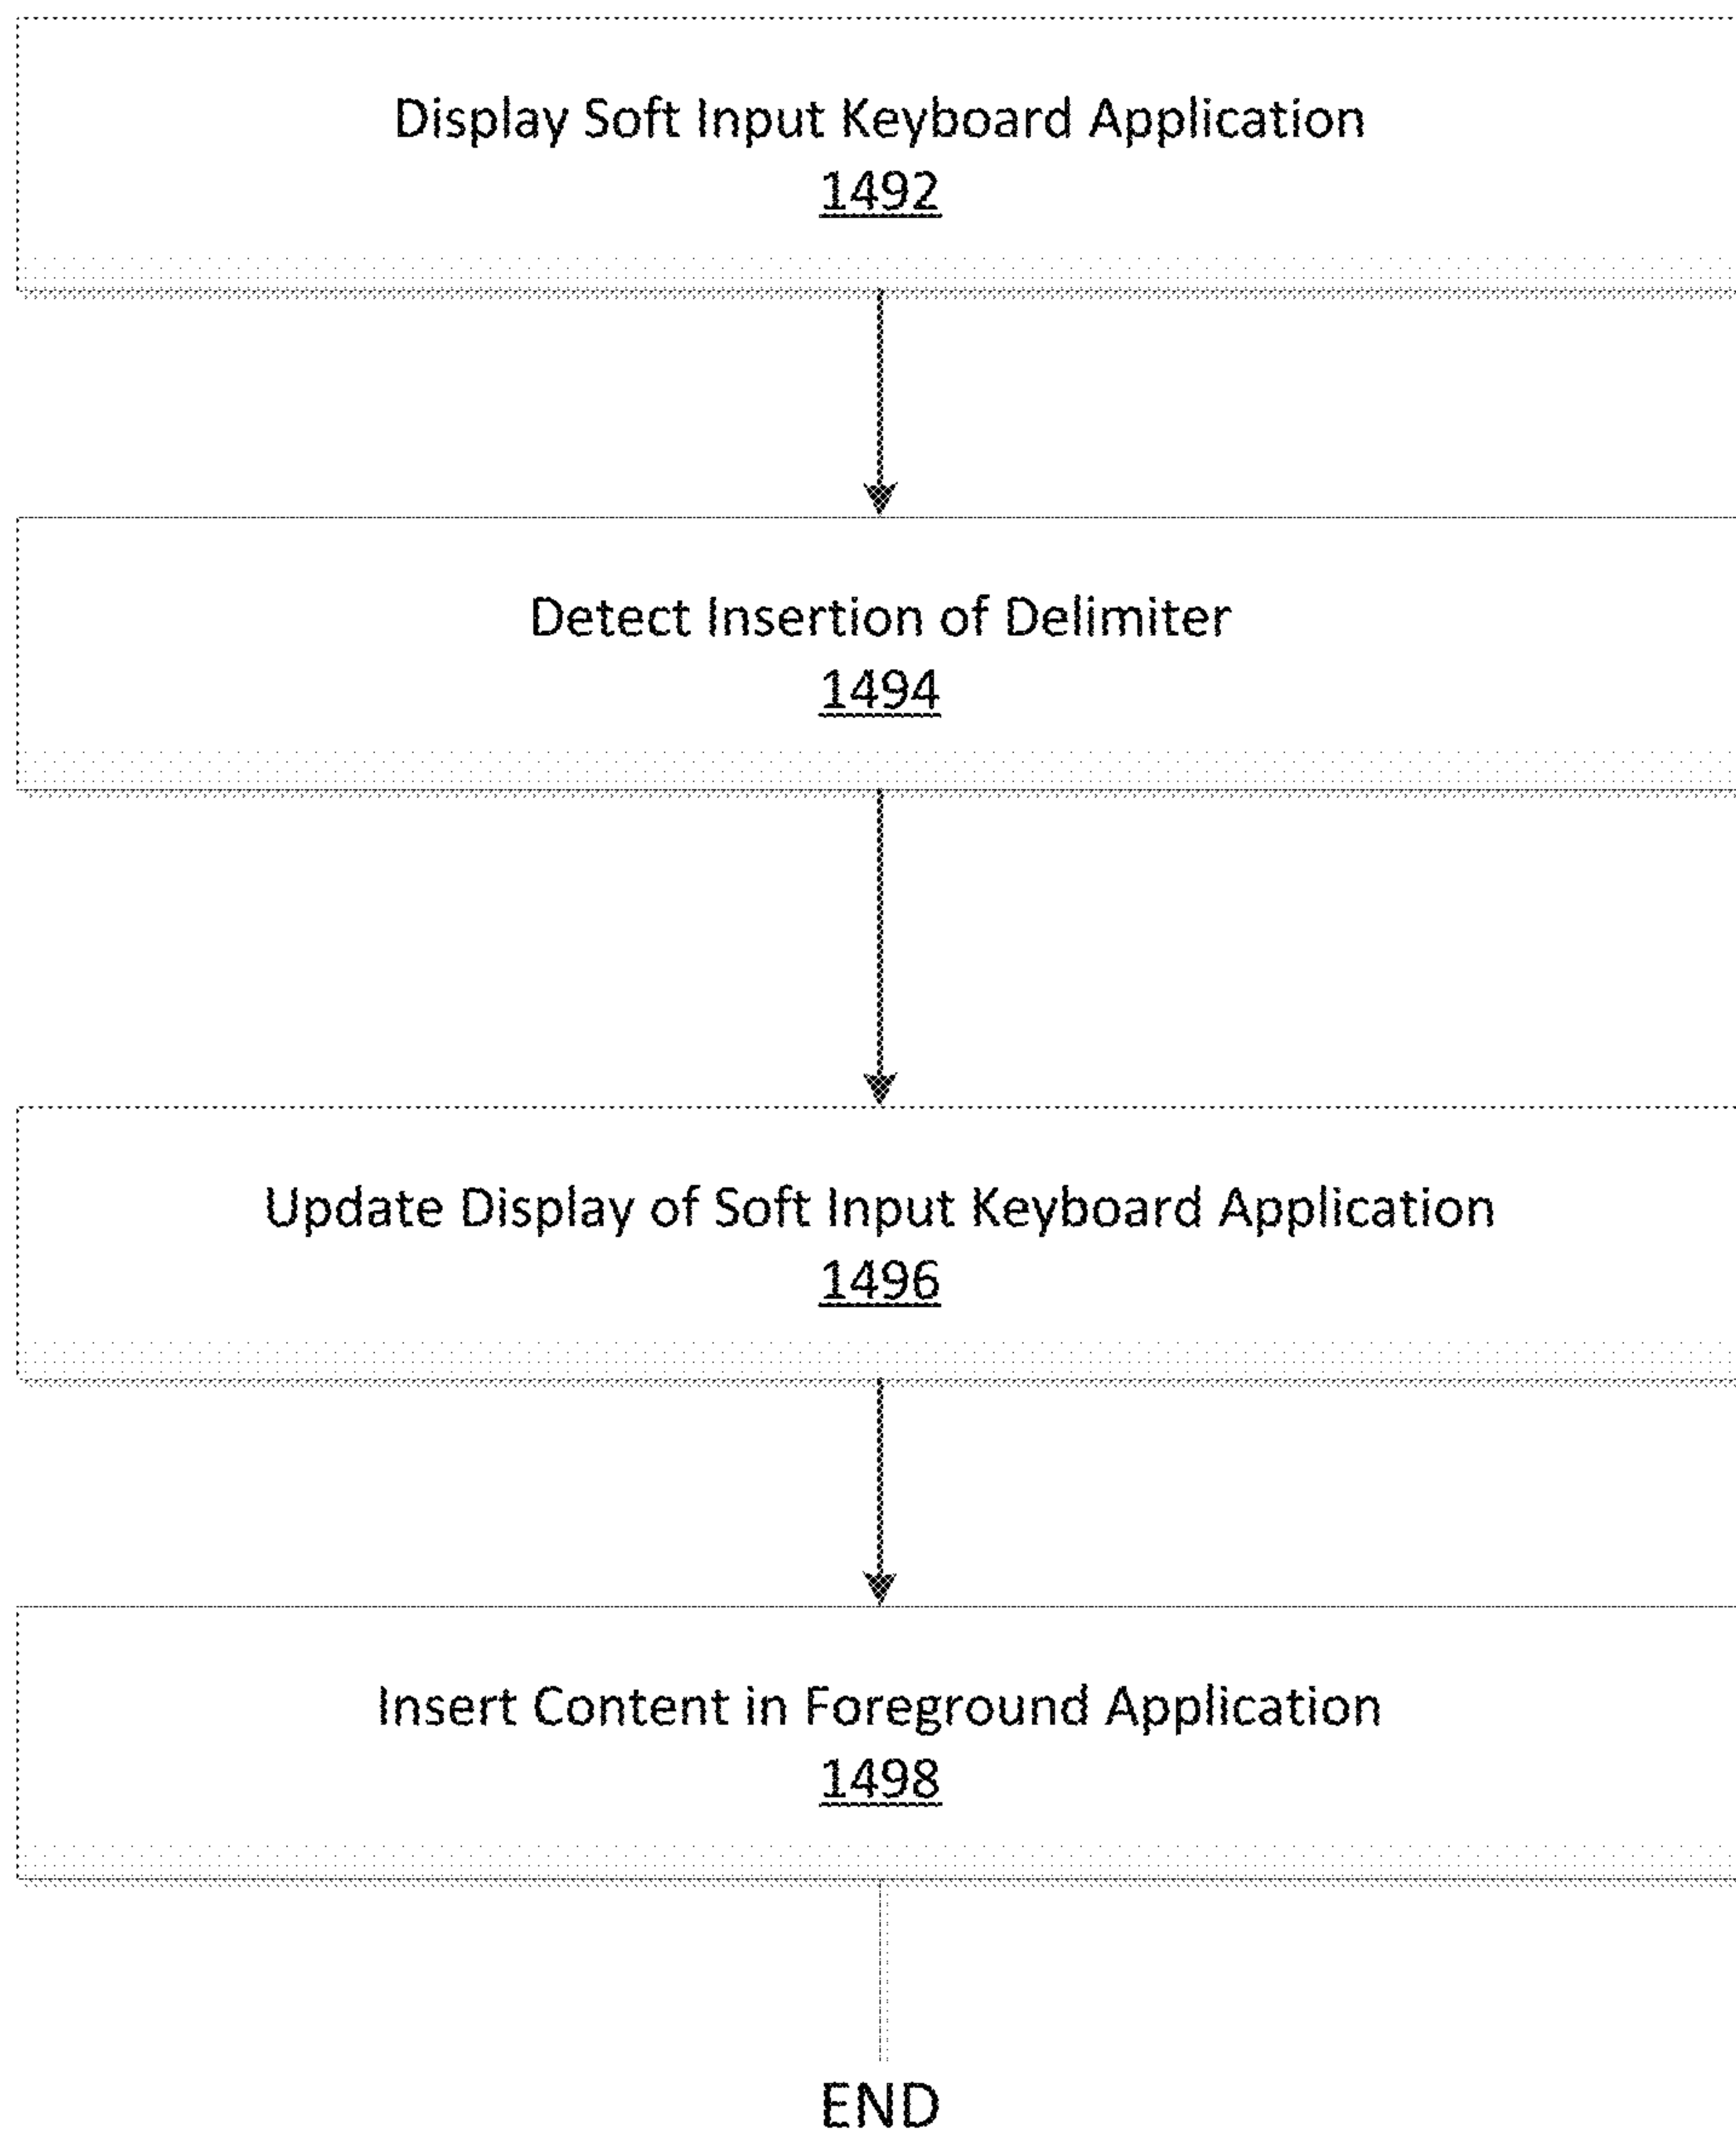 Display Soft Input Keyboard Application
1492
Detect Insertion of Delimiter
1494
Update Display of Soft Input Keyboard Application
1496
Insert Content in Foreground Application
1498
END